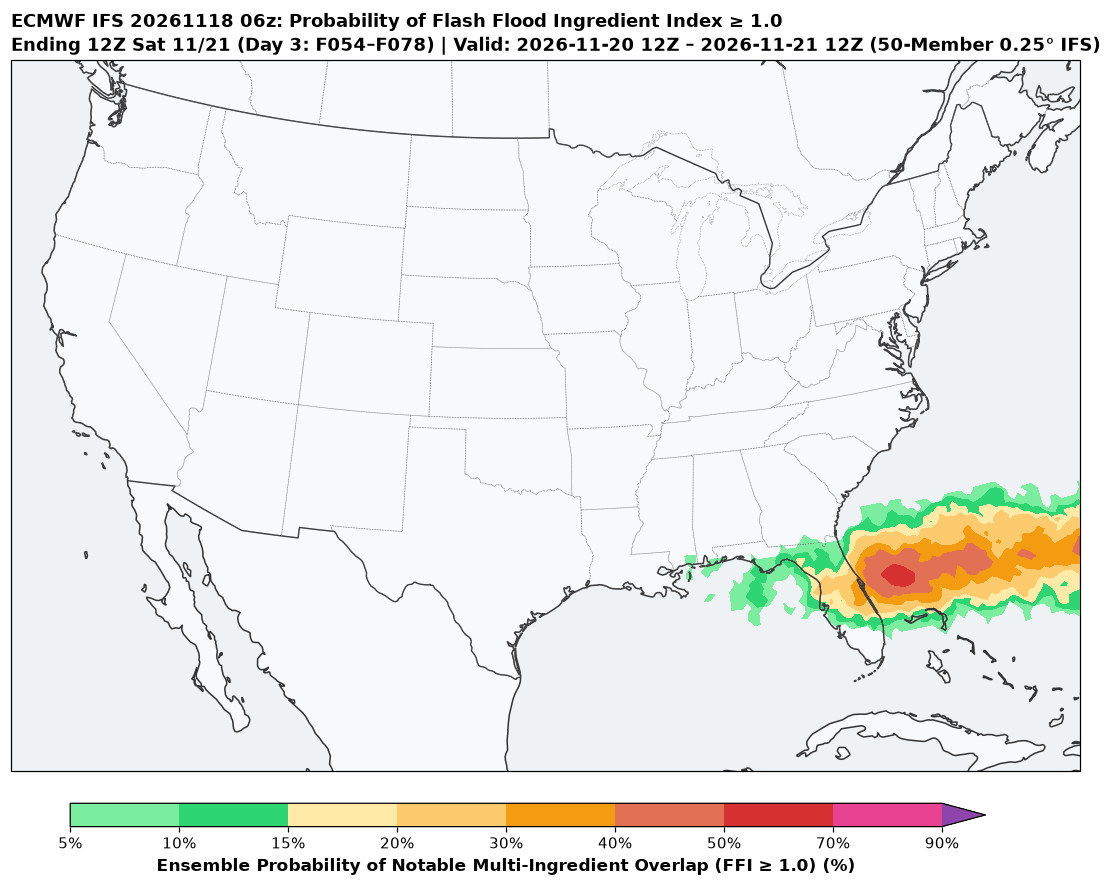 ECMWF IFS 20261118 06z: Probability of Flash Flood Ingredient Index ≥ 1.0
Ending 12Z Sat 11/21 (Day 3: F054–F078) | Valid: 2026-11-20 12Z – 2026-11-21 12Z (50-Member 0.25° IFS)
5% 10% 15% 20% 30% 40% 50% 70% 90%
Ensemble Probability of Notable Multi-Ingredient Overlap (FFI ≥ 1.0) (%)